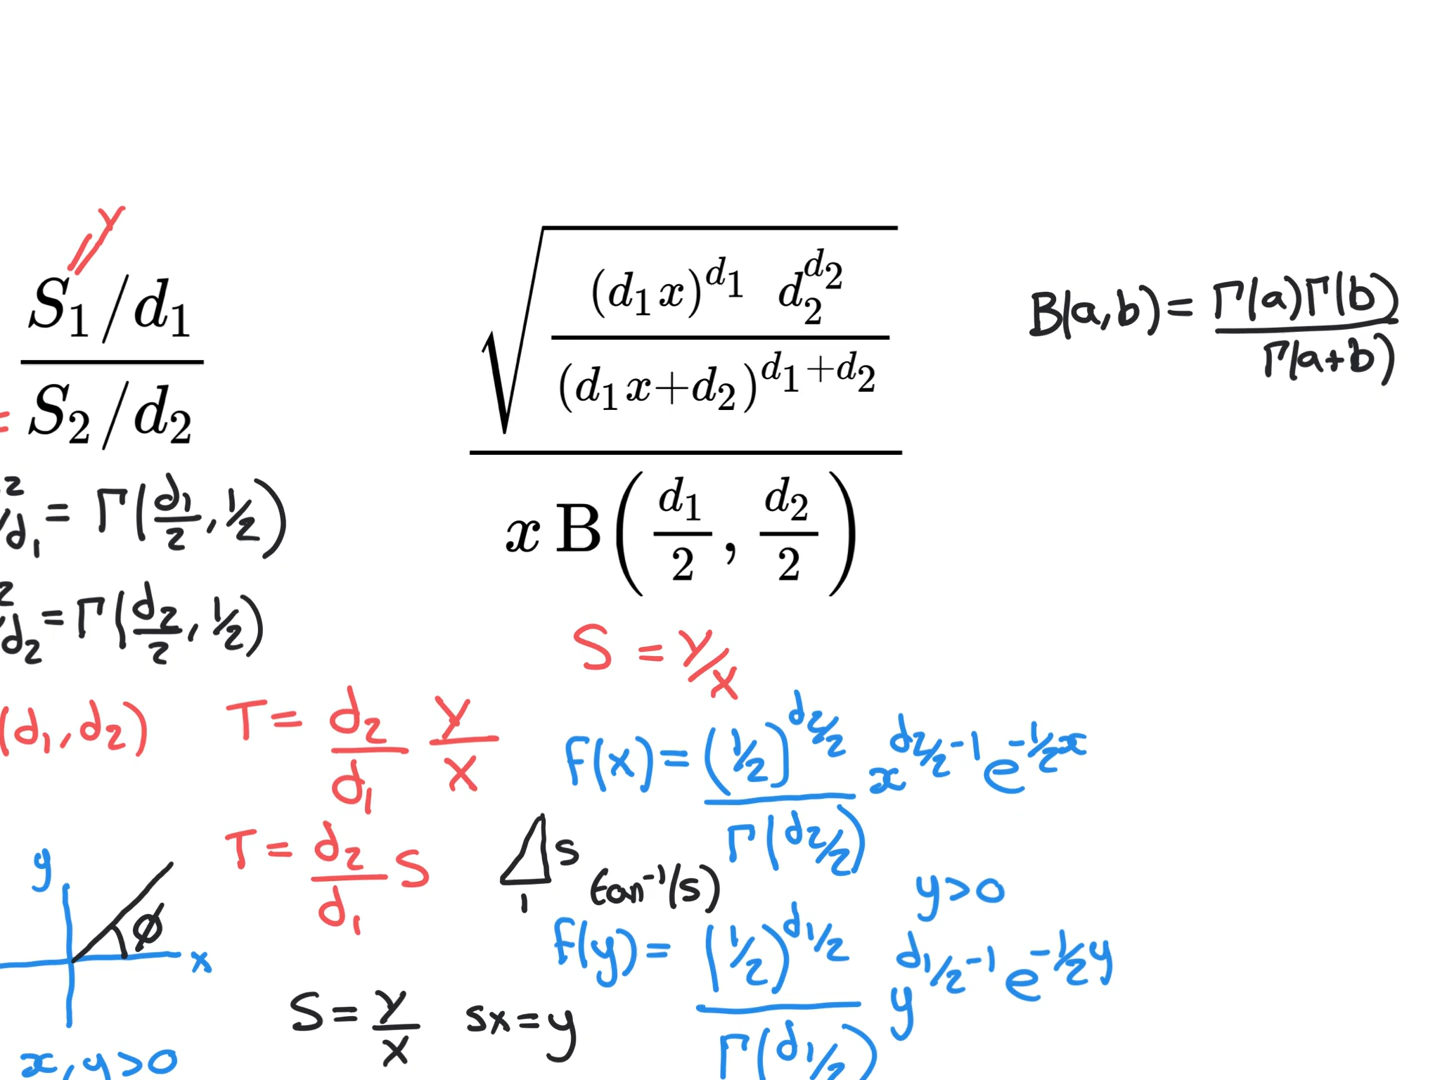 Y
S₁/d₁
S₂/d₂
=
√((d₁x)^d₁ d₂^d₂ / (d₁x+d₂)^(d₁+d₂))
x B(d₁/2, d₂/2)
B(a,b) = Γ(a)Γ(b) / Γ(a+b)
²/d₁ = Γ(d₁/2, 1/2)
²/d₂ = Γ(d₂/2, 1/2)
S = Y/X
(d₁,d₂)
T = d₂/d₁ Y/X
f(x) = (1/2)^(d₂/2) / Γ(d₂/2) x^(d₂/2-1) e^(-1/2x)
T = d₂/d₁ S
S
1
tan⁻¹(s)
y>0
f(y) = (1/2)^(d₁/2) / Γ(d₁/2) y^(d₁/2-1) e^(-1/2y)
y
φ
x
S = Y/X
sx=y
x,y>0